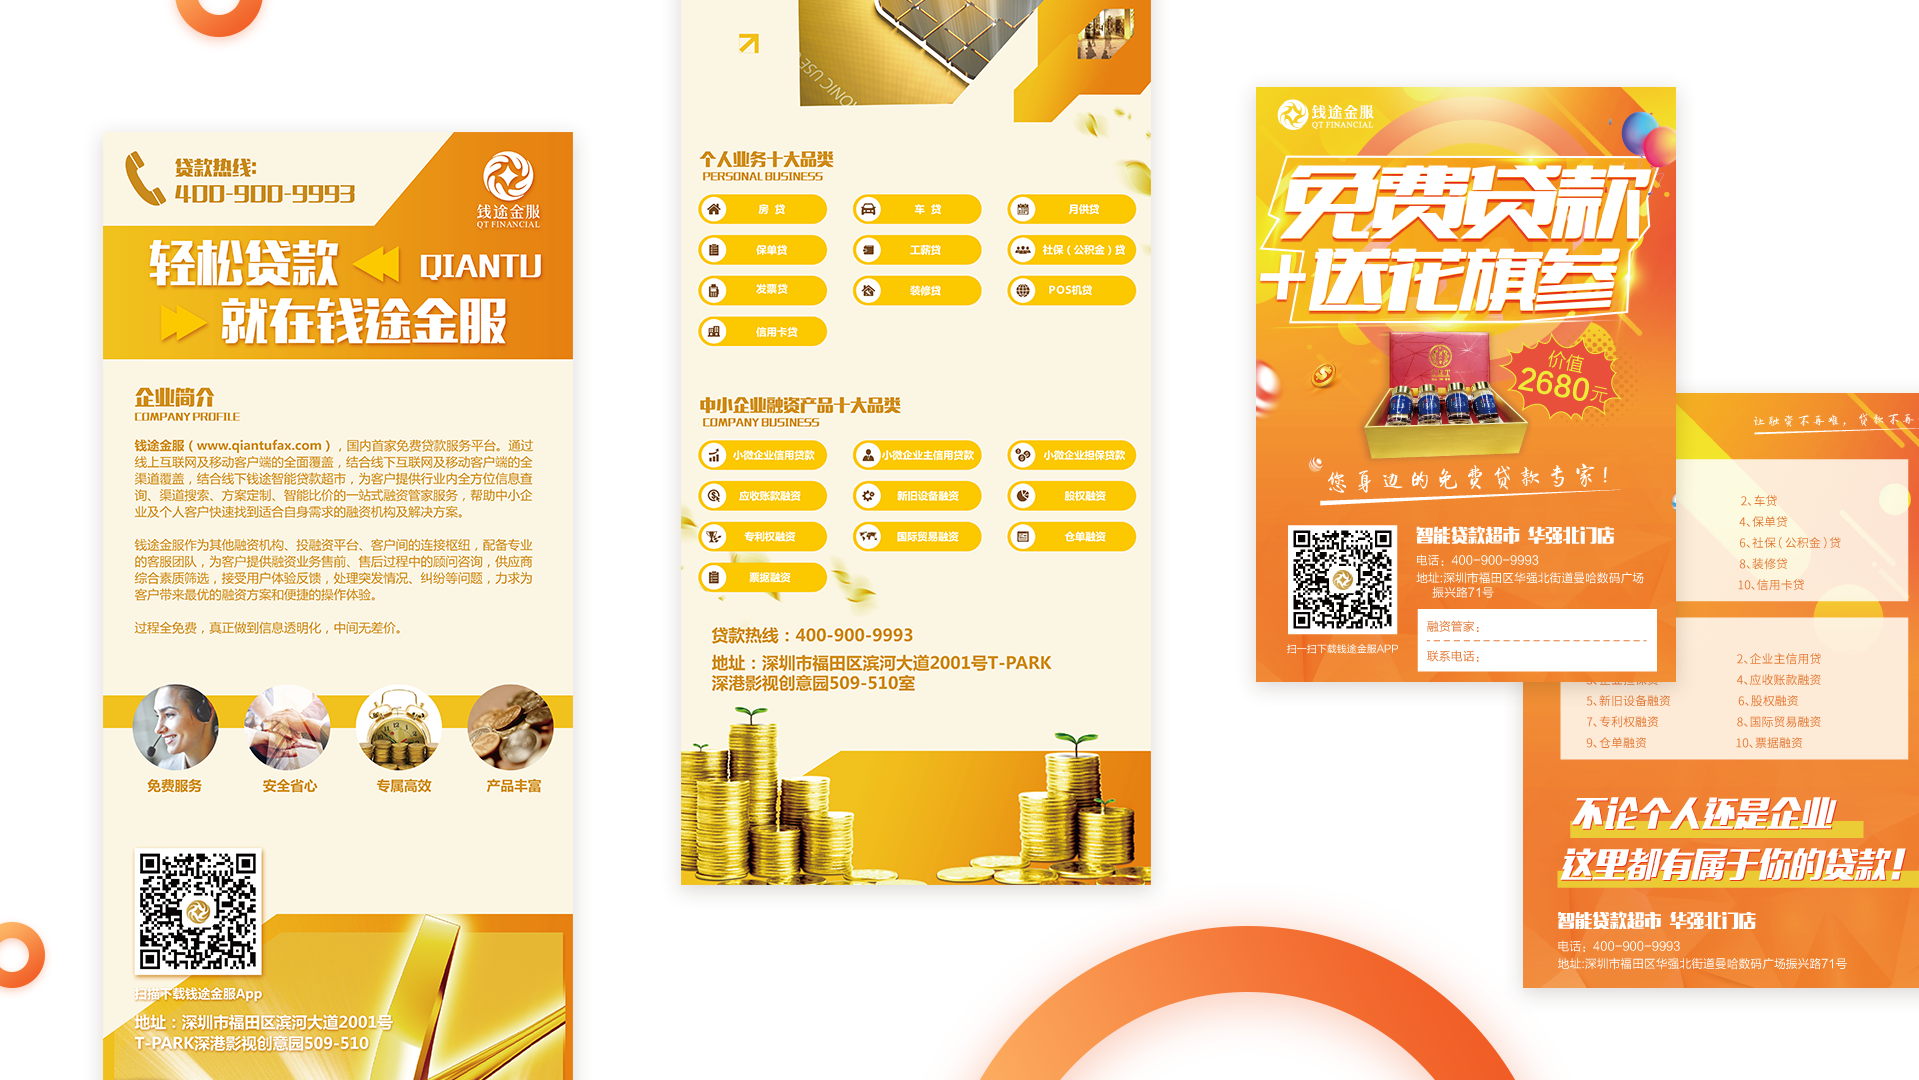 贷款热线:
400-900-9993
钱途金服
QT FINANCIAL
轻松贷款
QIANTU
就在钱途金服
企业简介
COMPANY PROFILE
钱途金服（www.qiantufax.com），国内首家免费贷款服务平台。通过
线上互联网及移动客户端的全面覆盖，结合线下互联网及移动客户端的全
渠道覆盖，结合线下钱途智能贷款超市，为客户提供行业内全方位信息查
询、渠道搜索、方案定制、智能比价的一站式融资管家服务，帮助中小企
业及个人客户快速找到适合自身需求的融资机构及解决方案。
钱途金服作为其他融资机构、投融资平台、客户间的连接枢纽，配备专业
的客服团队，为客户提供融资业务售前、售后过程中的顾问咨询，供应商
综合素质筛选，接受用户体验反馈，处理突发情况、纠纷等问题，力求为
客户带来最优的融资方案和便捷的操作体验。
过程全免费，真正做到信息透明化，中间无差价。
免费服务
安全省心
专属高效
产品丰富
扫描下载钱途金服App
地址：深圳市福田区滨河大道2001号
T-PARK深港影视创意园509-510
ONIC USE
个人业务十大品类
PERSONAL BUSINESS
房 贷
车 贷
月供贷
保单贷
工薪贷
社保（公积金）贷
发票贷
装修贷
POS机贷
信用卡贷
中小企业融资产品十大品类
COMPANY BUSINESS
小微企业信用贷款
小微企业主信用贷款
小微企业担保贷款
应收账款融资
新旧设备融资
股权融资
专利权融资
国际贸易融资
仓单融资
票据融资
贷款热线：400-900-9993
地址：深圳市福田区滨河大道2001号T-PARK
深港影视创意园509-510室
钱途金服
QT FINANCIAL
免费贷款
+送花旗参
价值
2680元
您身边的免费贷款专家！
智能贷款超市 华强北门店
电话：400-900-9993
地址:深圳市福田区华强北街道曼哈数码广场
振兴路71号
融资管家：
联系电话：
扫一扫下载钱途金服APP
让融资不再难，贷款不再
2、车贷
4、保单贷
6、社保（公积金）贷
8、装修贷
10、信用卡贷
2、企业主信用贷
4、应收账款融资
5、新旧设备融资
6、股权融资
7、专利权融资
8、国际贸易融资
9、仓单融资
10、票据融资
不论个人还是企业
这里都有属于你的贷款！
智能贷款超市 华强北门店
电话：400-900-9993
地址:深圳市福田区华强北街道曼哈数码广场振兴路71号